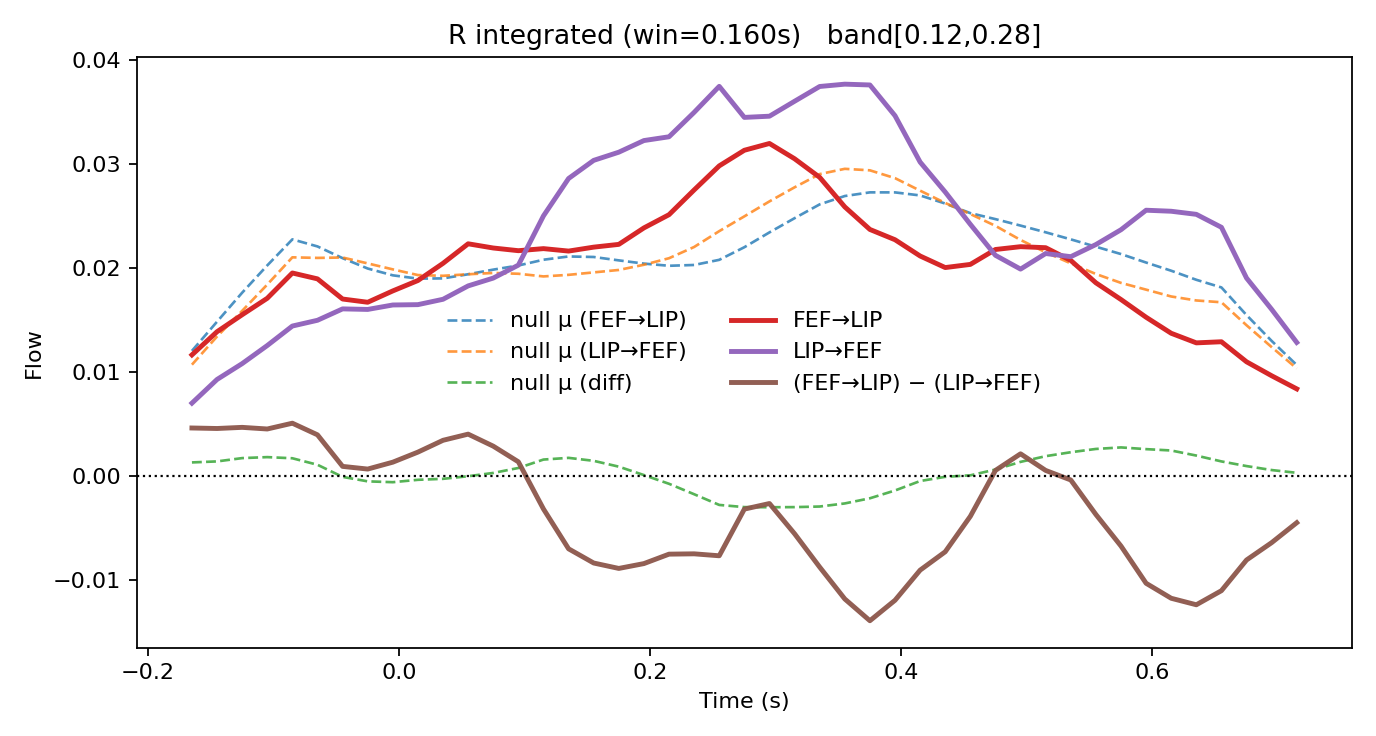 R integrated (win=0.160s)   band[0.12,0.28]
0.04
0.03
0.02
0.01
0.00
−0.01
Flow
null μ (FEF→LIP)
null μ (LIP→FEF)
null μ (diff)
FEF→LIP
LIP→FEF
(FEF→LIP) − (LIP→FEF)
−0.2
0.0
0.2
0.4
0.6
Time (s)